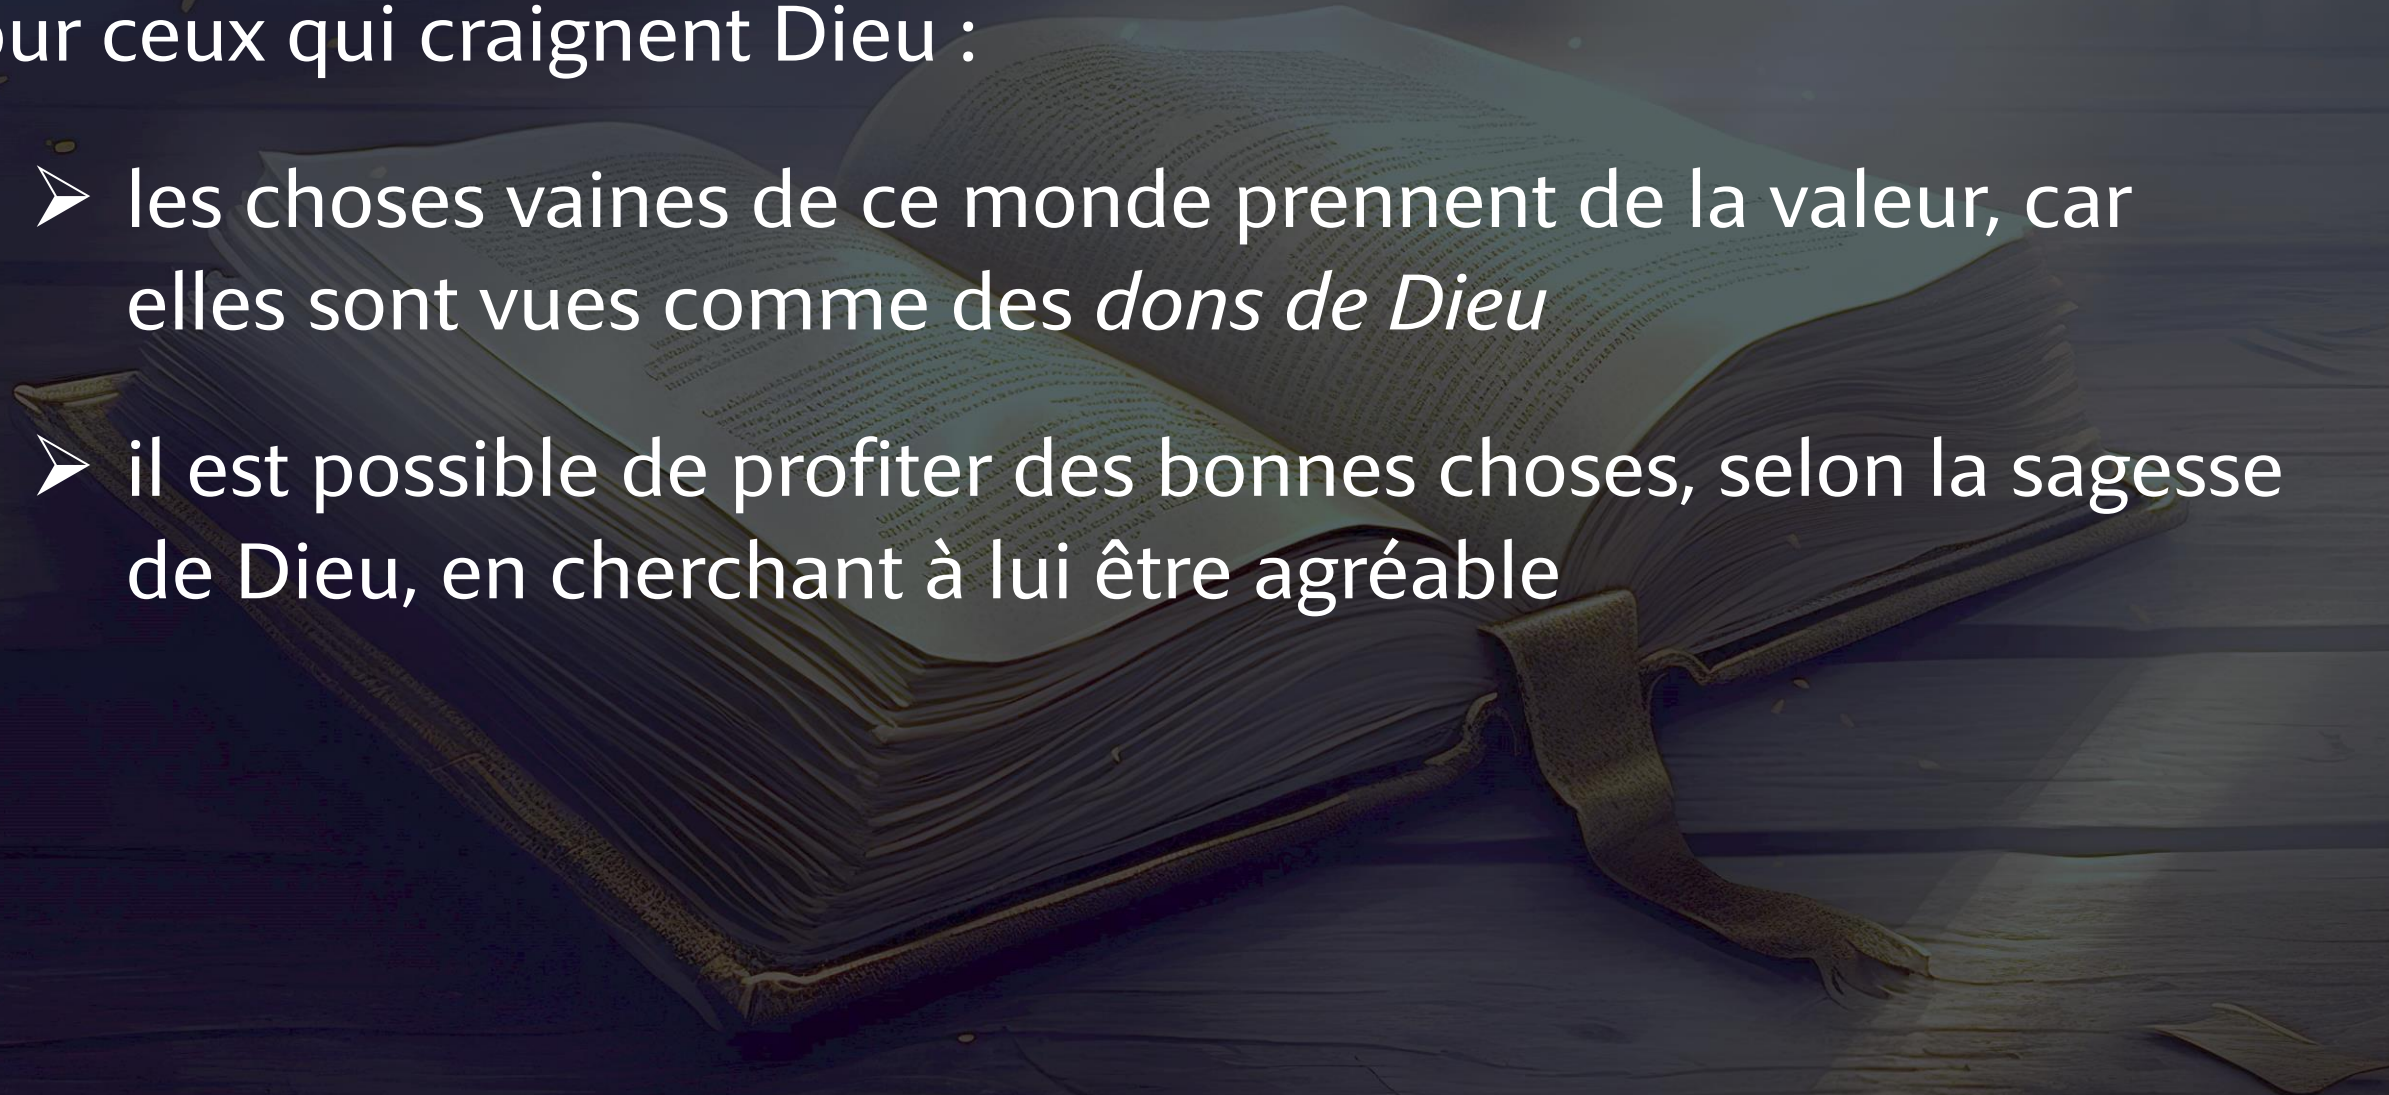 ur ceux qui craignent Dieu :
➢ les choses vaines de ce monde prennent de la valeur, car
elles sont vues comme des dons de Dieu
➢ il est possible de profiter des bonnes choses, selon la sagesse
de Dieu, en cherchant à lui être agréable